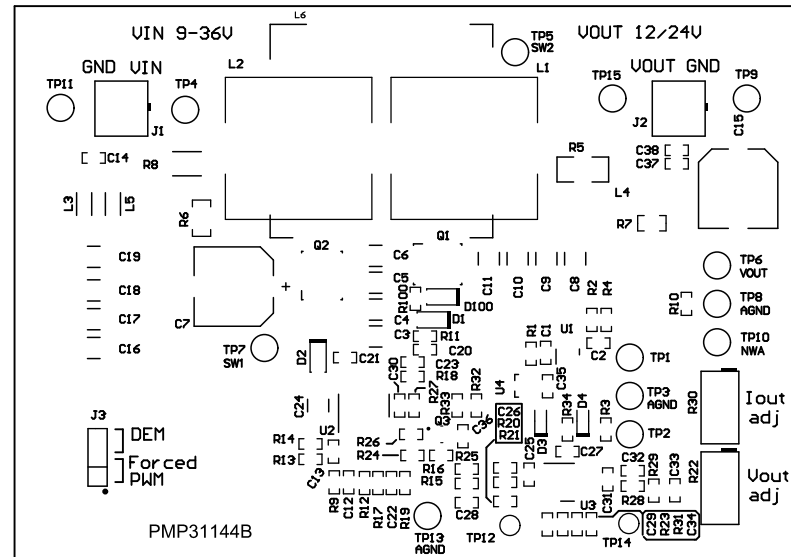 VIN 9-36V
L6
TP5
SW2
VOUT 12/24V
GND VIN
L2
L1
VOUT GND
TP11
TP4
TP15
TP9
J1
J2
C15
C14
R8
R5
C38
C37
L3
L5
R6
L4
R7
Q2
Q1
C19
C6
C11
C10
C9
C8
TP6
VOUT
C18
C5
R100
D100
R2
R4
R10
TP8
AGND
C7
+
C17
C4
D1
U1
C16
C3
R11
R1
C1
C2
TP10
NWA
TP7
SW1
D2
C21
C20
TP1
C30
C23
R18
U4
C35
R27
R32
TP3
AGND
R30
Iout
adj
C24
R33
C26
R20
R21
R34
D4
R3
J3
U2
Q3
C36
D3
TP2
DEM
R14
R26
R13
R24
R25
C25
C27
C32
R29
C33
R22
Vout
adj
Forced
PWM
C13
R16
R15
C31
R28
R9
C12
R12
R17
C22
R19
C28
U3
C29
R23
R31
C34
PMP31144B
TP13
AGND
TP12
TP14